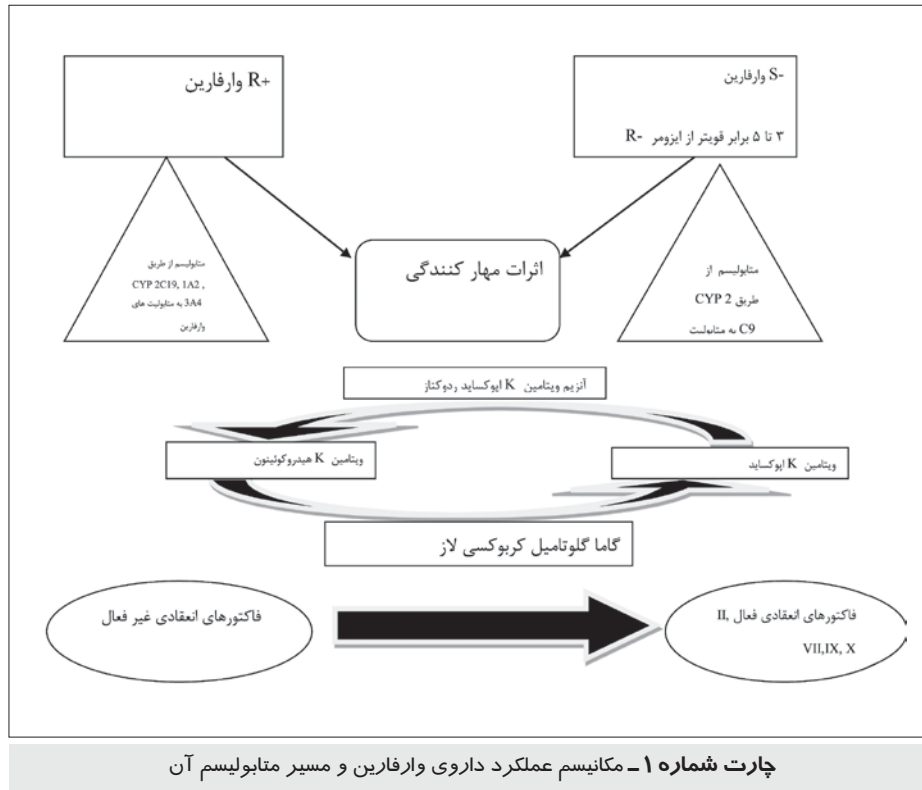 R+ وارفارین
S- وارفارین
۳ تا ۵ برابر قویتر از ایزومر R-
متابولیسم از طریق
CYP 2C19, 1A2 ,
3A4 به متابولیت های
وارفارین
اثرات مهار کنندگی
متابولیسم از
طریق CYP 2
C9 به متابولیت
آنزیم ویتامین K اپوکساید ردوکتاز
ویتامین K هیدروکوئینون
ویتامین K اپوکساید
گاما گلوتامیل کربوکسی لاز
فاکتورهای انعقادی غیر فعال
فاکتورهای انعقادی فعال II,
VII,IX, X
چارت شماره ۱ ـ مکانیسم عملکرد داروی وارفارین و مسیر متابولیسم آن